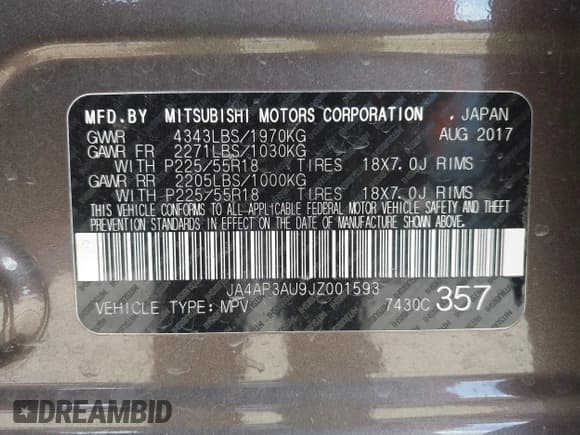 MFD.BY MITSUBISHI MOTORS CORPORATION , JAPAN
GVWR 4343LBS/1970KG AUG 2017
GAWR FR 2271LBS/1030KG
WITH P225/55R18 TIRES 18X7.0J RIMS
GAWR RR 2205LBS/1000KG
WITH P225/55R18 TIRES 18X7.0J RIMS
THIS VEHICLE CONFORMS TO ALL APPLICABLE FEDERAL MOTOR VEHICLE SAFETY AND THEFT
PREVENTION STANDARDS IN EFFECT ON THE DATE OF MANUFACTURE SHOWN ABOVE.
JA4AP3AU9JZ001593
VEHICLE TYPE:MPV 7430C 357
DREAMBID